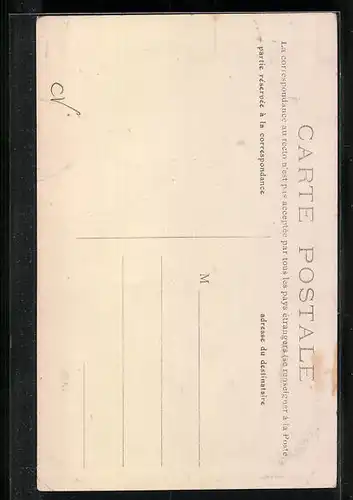 CARTE POSTALE
La correspondance au recto n'est pas acceptée par tous les pays étrangers (se renseigner à la Poste)
partie réservée à la correspondance
adresse du destinataire
M